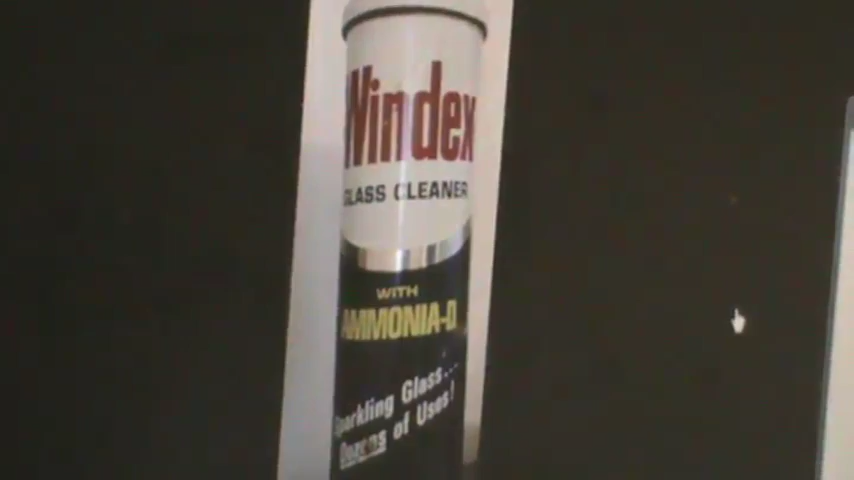 Windex
GLASS CLEANER
WITH
AMMONIA-D
Sparkling Glass...
Dozens of Uses!